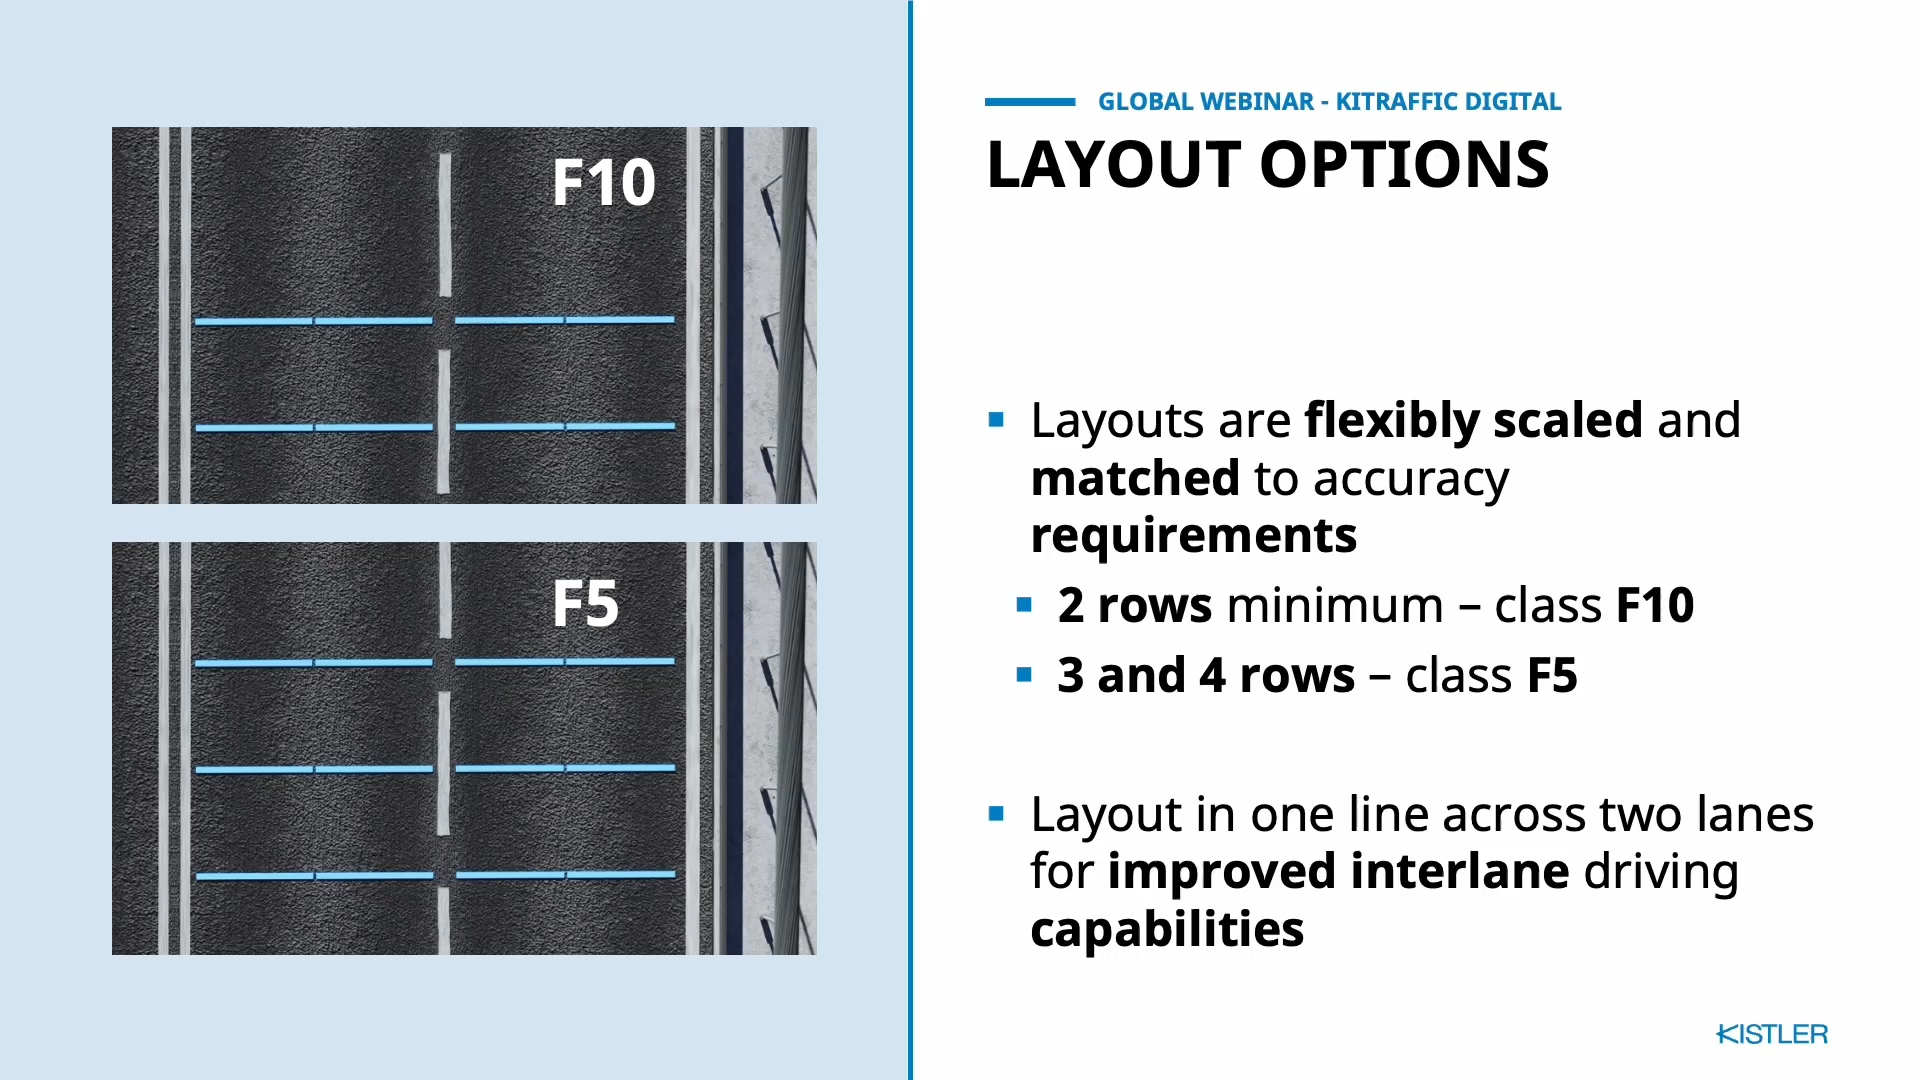 F10
F5
GLOBAL WEBINAR - KITRAFFIC DIGITAL
LAYOUT OPTIONS
Layouts are flexibly scaled and
matched to accuracy
requirements
2 rows minimum – class F10
3 and 4 rows – class F5
Layout in one line across two lanes
for improved interlane driving
capabilities
KISTLER